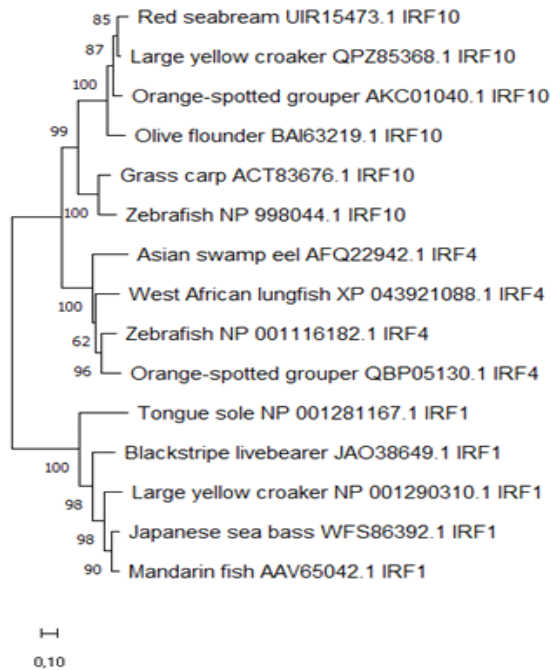 85
Red seabream UIR15473.1 IRF10
87
Large yellow croaker QPZ85368.1 IRF10
100
Orange-spotted grouper AKC01040.1 IRF10
99
Olive flounder BAI63219.1 IRF10
Grass carp ACT83676.1 IRF10
100
Zebrafish NP 998044.1 IRF10
Asian swamp eel AFQ22942.1 IRF4
100
West African lungfish XP 043921088.1 IRF4
62
Zebrafish NP 001116182.1 IRF4
96
Orange-spotted grouper QBP05130.1 IRF4
Tongue sole NP 001281167.1 IRF1
100
Blackstripe livebearer JAO38649.1 IRF1
98
Large yellow croaker NP 001290310.1 IRF1
98
Japanese sea bass WFS86392.1 IRF1
90
Mandarin fish AAV65042.1 IRF1
0,10